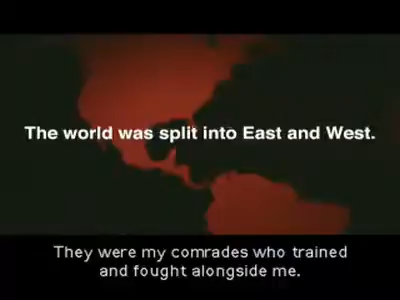 The world was split into East and West.
They were my comrades who trained
and fought alongside me.